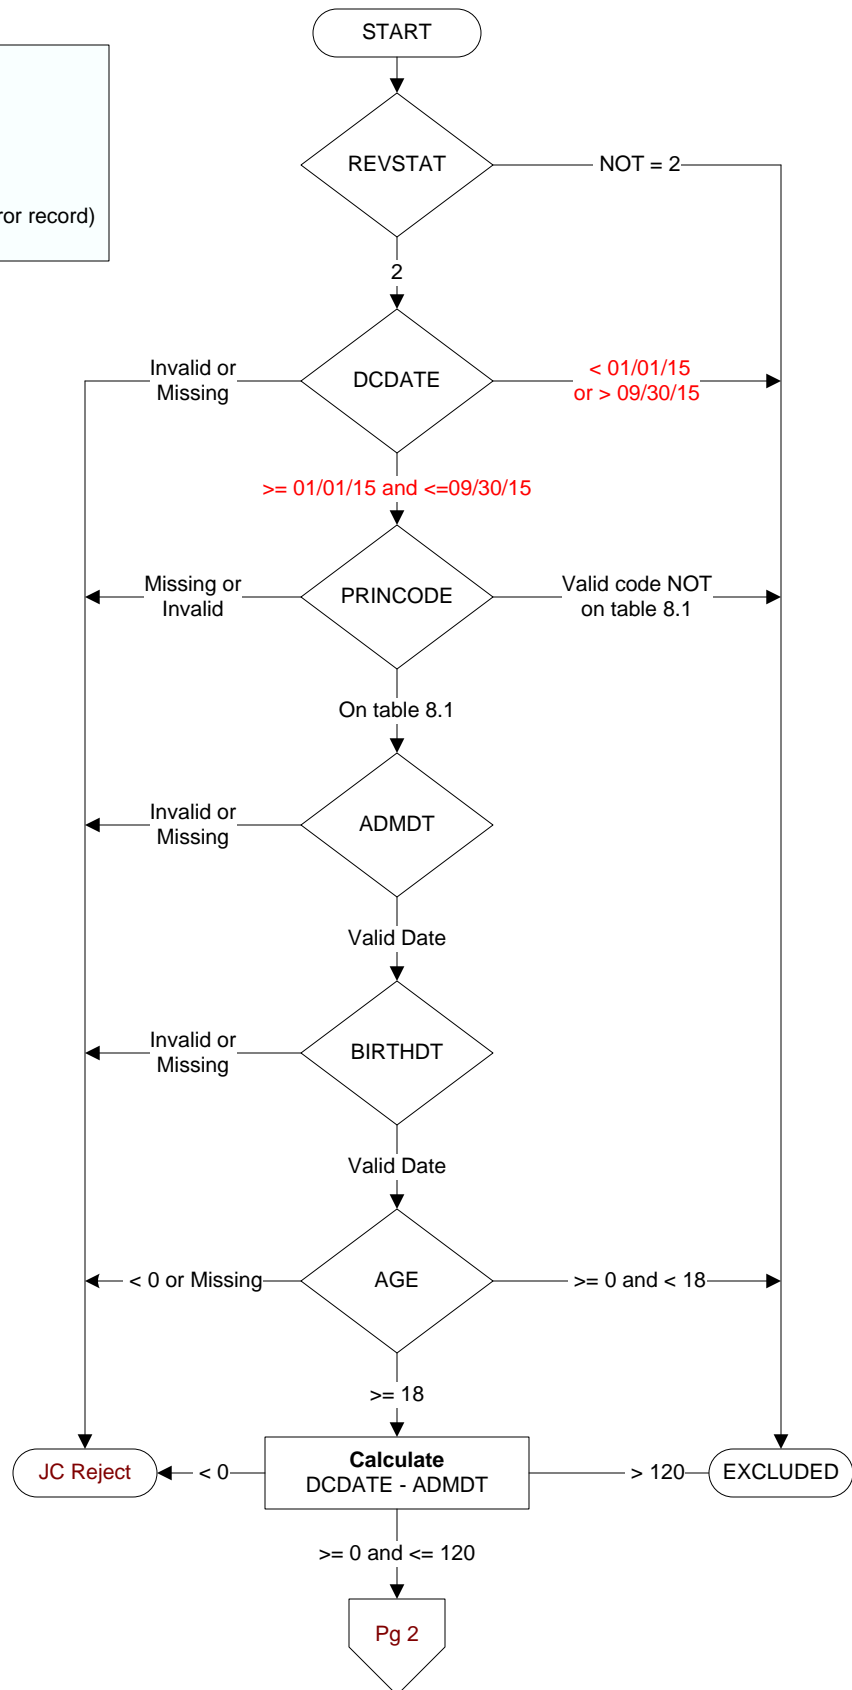 START
REVSTAT
NOT = 2
ror record)
2
Invalid or
Missing
DCDATE
< 01/01/15
or > 09/30/15
>= 01/01/15 and <=09/30/15
Missing or
Invalid
PRINCODE
Valid code NOT
on table 8.1
On table 8.1
Invalid or
Missing
ADMDT
Valid Date
Invalid or
Missing
BIRTHDT
Valid Date
< 0 or Missing
AGE
>= 0 and < 18
>= 18
JC Reject
< 0
Calculate
DCDATE - ADMDT
> 120
EXCLUDED
>= 0 and <= 120
Pg 2